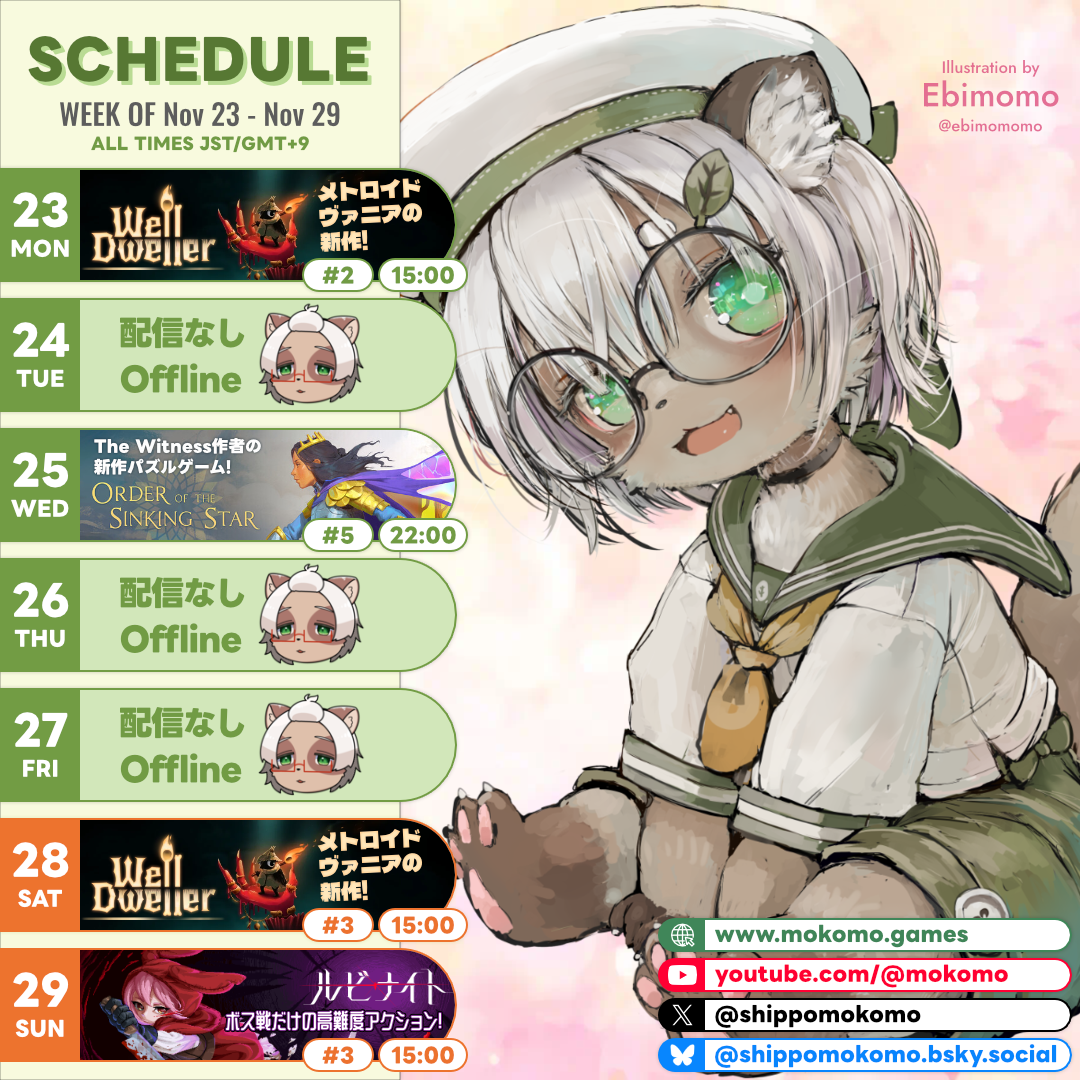 SCHEDULE
WEEK OF Nov 23 - Nov 29
ALL TIMES JST/GMT+9
Illustration by
Ebimomo
@ebimomomo
23
MON
Well
Dweller
メトロイド
ヴァニアの
新作!
#2
15:00
24
TUE
配信なし
Offline
25
WED
The Witness作者の
新作パズルゲーム!
ORDER OF THE
SINKING STAR
#5
22:00
26
THU
配信なし
Offline
27
FRI
配信なし
Offline
28
SAT
Well
Dweller
メトロイド
ヴァニアの
新作!
#3
15:00
29
SUN
ルビナイト
ボス戦だけの高難度アクション!
#3
15:00
www.mokomo.games
youtube.com/@mokomo
@shippomokomo
@shippomokomo.bsky.social